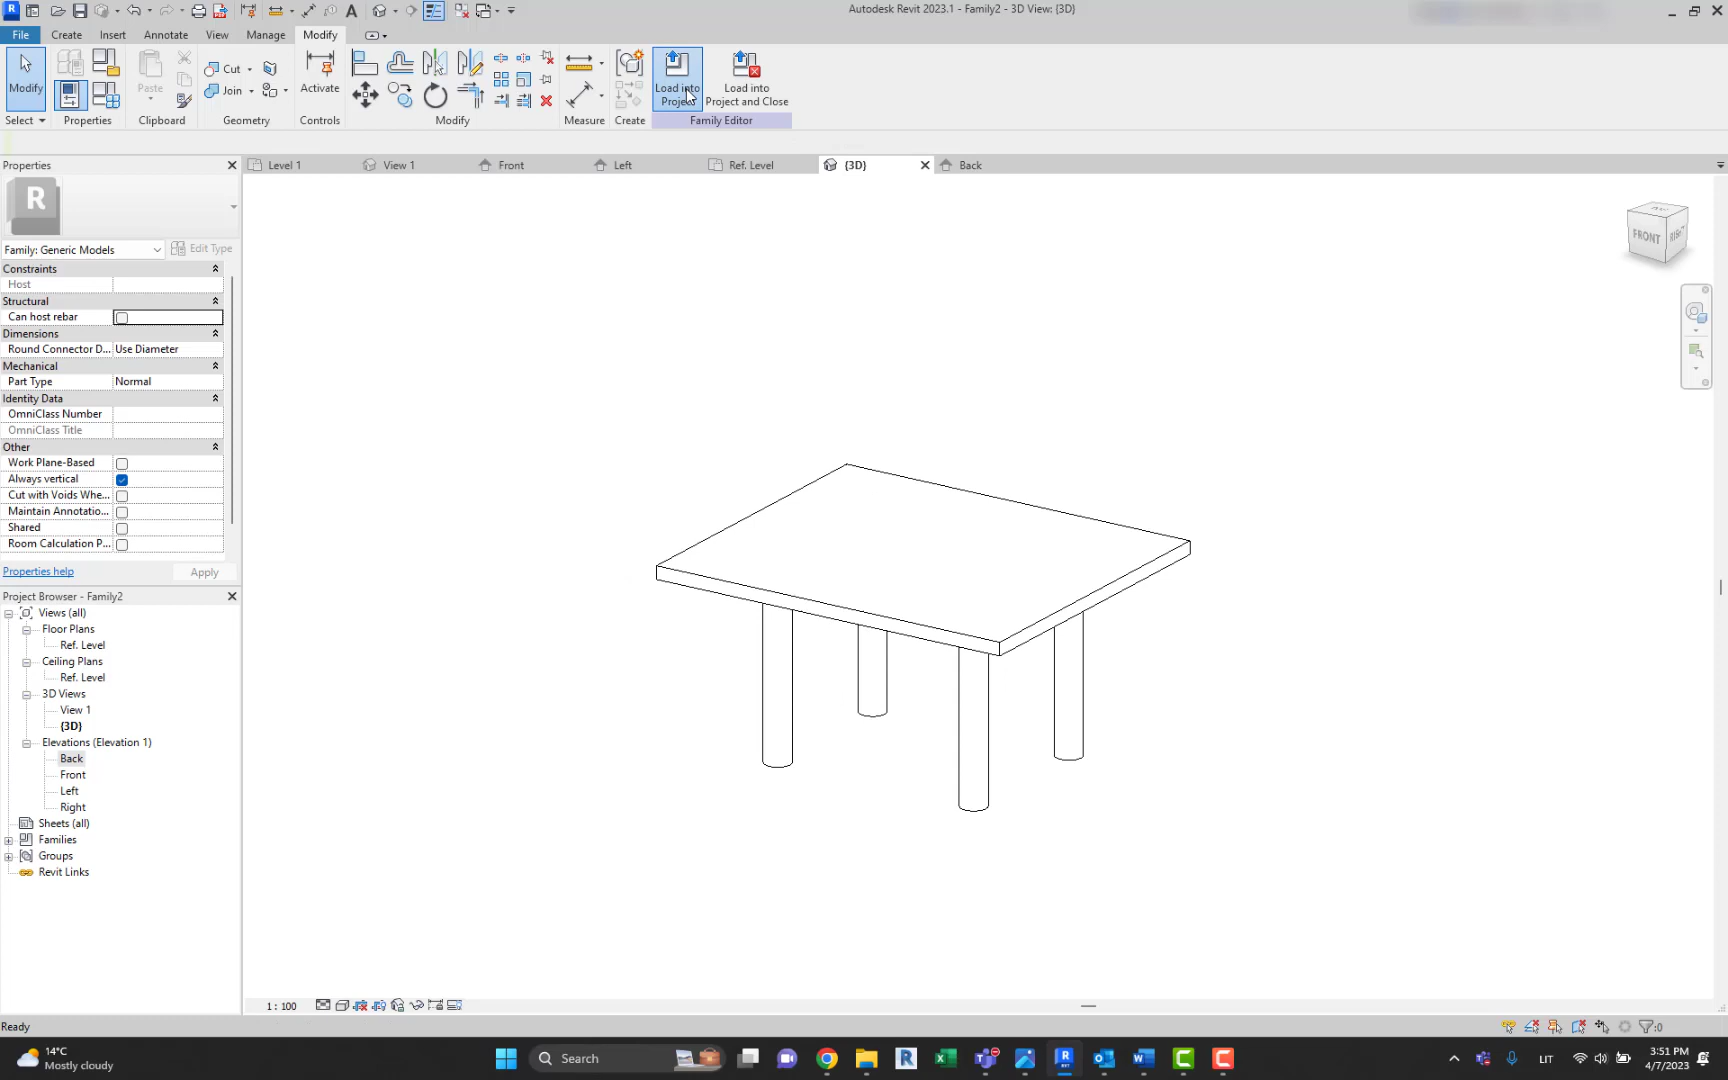 Autodesk Revit 2023.1 - Family2 - 3D View: {3D}
File Create Insert Annotate View Manage Modify
Modify
Paste
Cut
Join
Activate
Load into
Project
Load into
Project and Close
Select Properties Clipboard Geometry Controls Modify Measure Create Family Editor
Properties
Level 1 View 1 Front Left Ref. Level {3D} Back
R
Family: Generic Models Edit Type
Constraints
Host
Structural
Can host rebar
Dimensions
Round Connector D... Use Diameter
Mechanical
Part Type Normal
Identity Data
OmniClass Number
OmniClass Title
Other
Work Plane-Based
Always vertical
Cut with Voids Whe...
Maintain Annotatio...
Shared
Room Calculation P...
Properties help Apply
Project Browser - Family2
Views (all)
Floor Plans
Ref. Level
Ceiling Plans
Ref. Level
3D Views
View 1
{3D}
Elevations (Elevation 1)
Back
Front
Left
Right
Sheets (all)
Families
Groups
Revit Links
FRONT RIGHT
1 : 100
Ready
:0
14°C
Mostly cloudy
Search
LIT
3:51 PM
4/7/2023